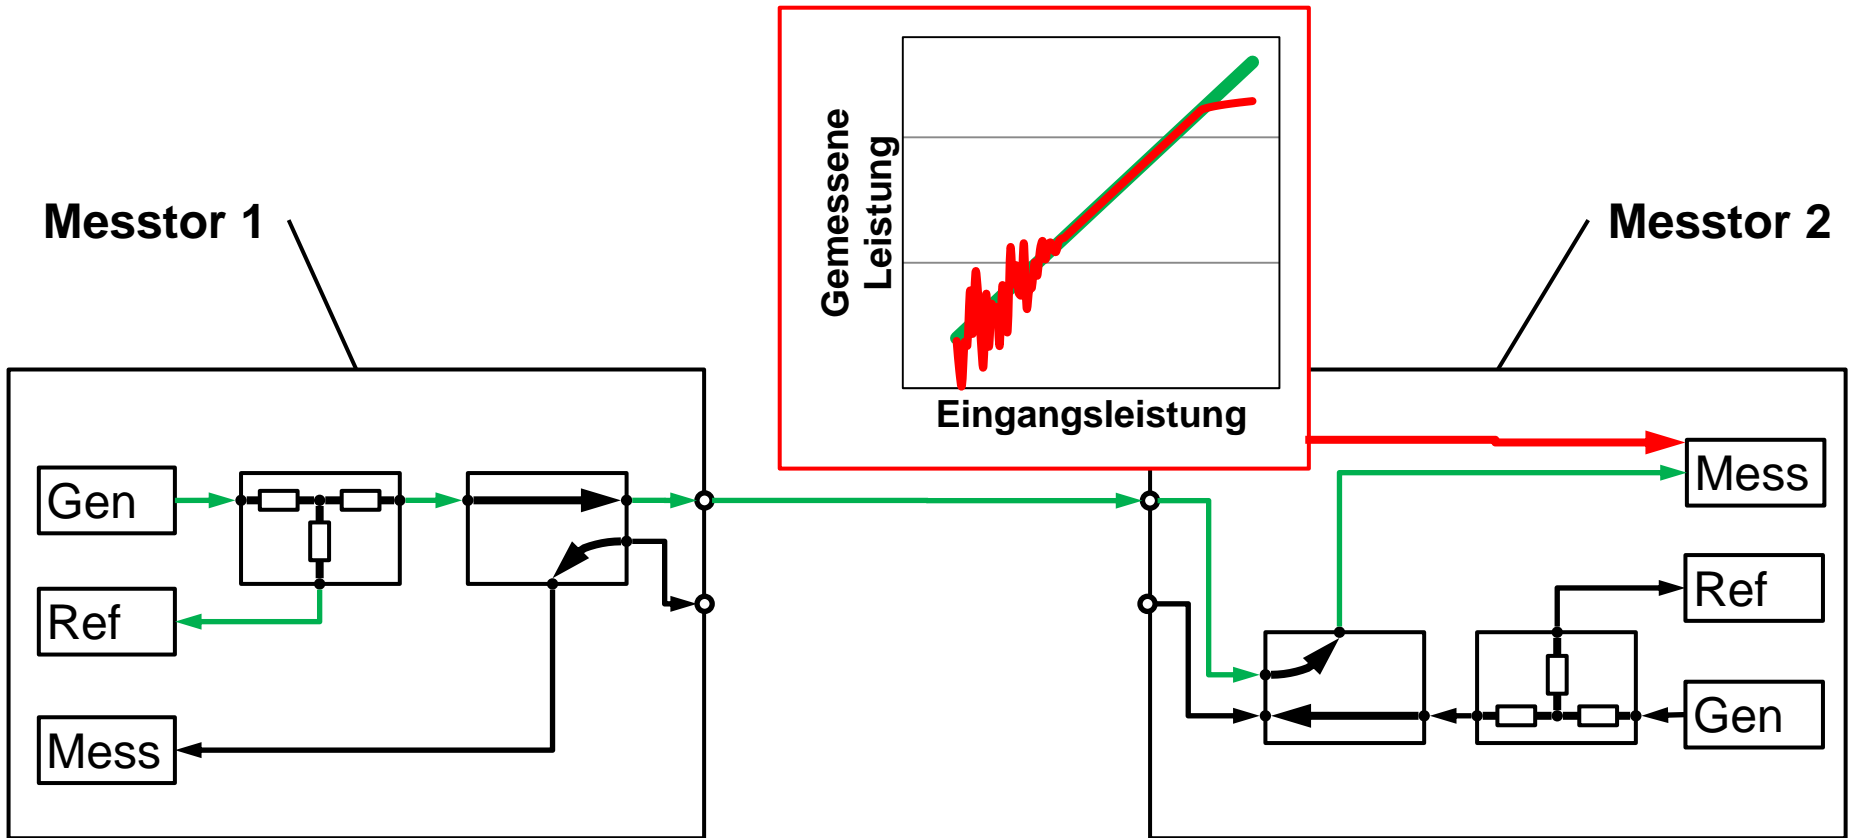 Gemessene
Leistung
Eingangsleistung
Messtor 1
Messtor 2
Gen
Ref
Mess
Mess
Ref
Gen